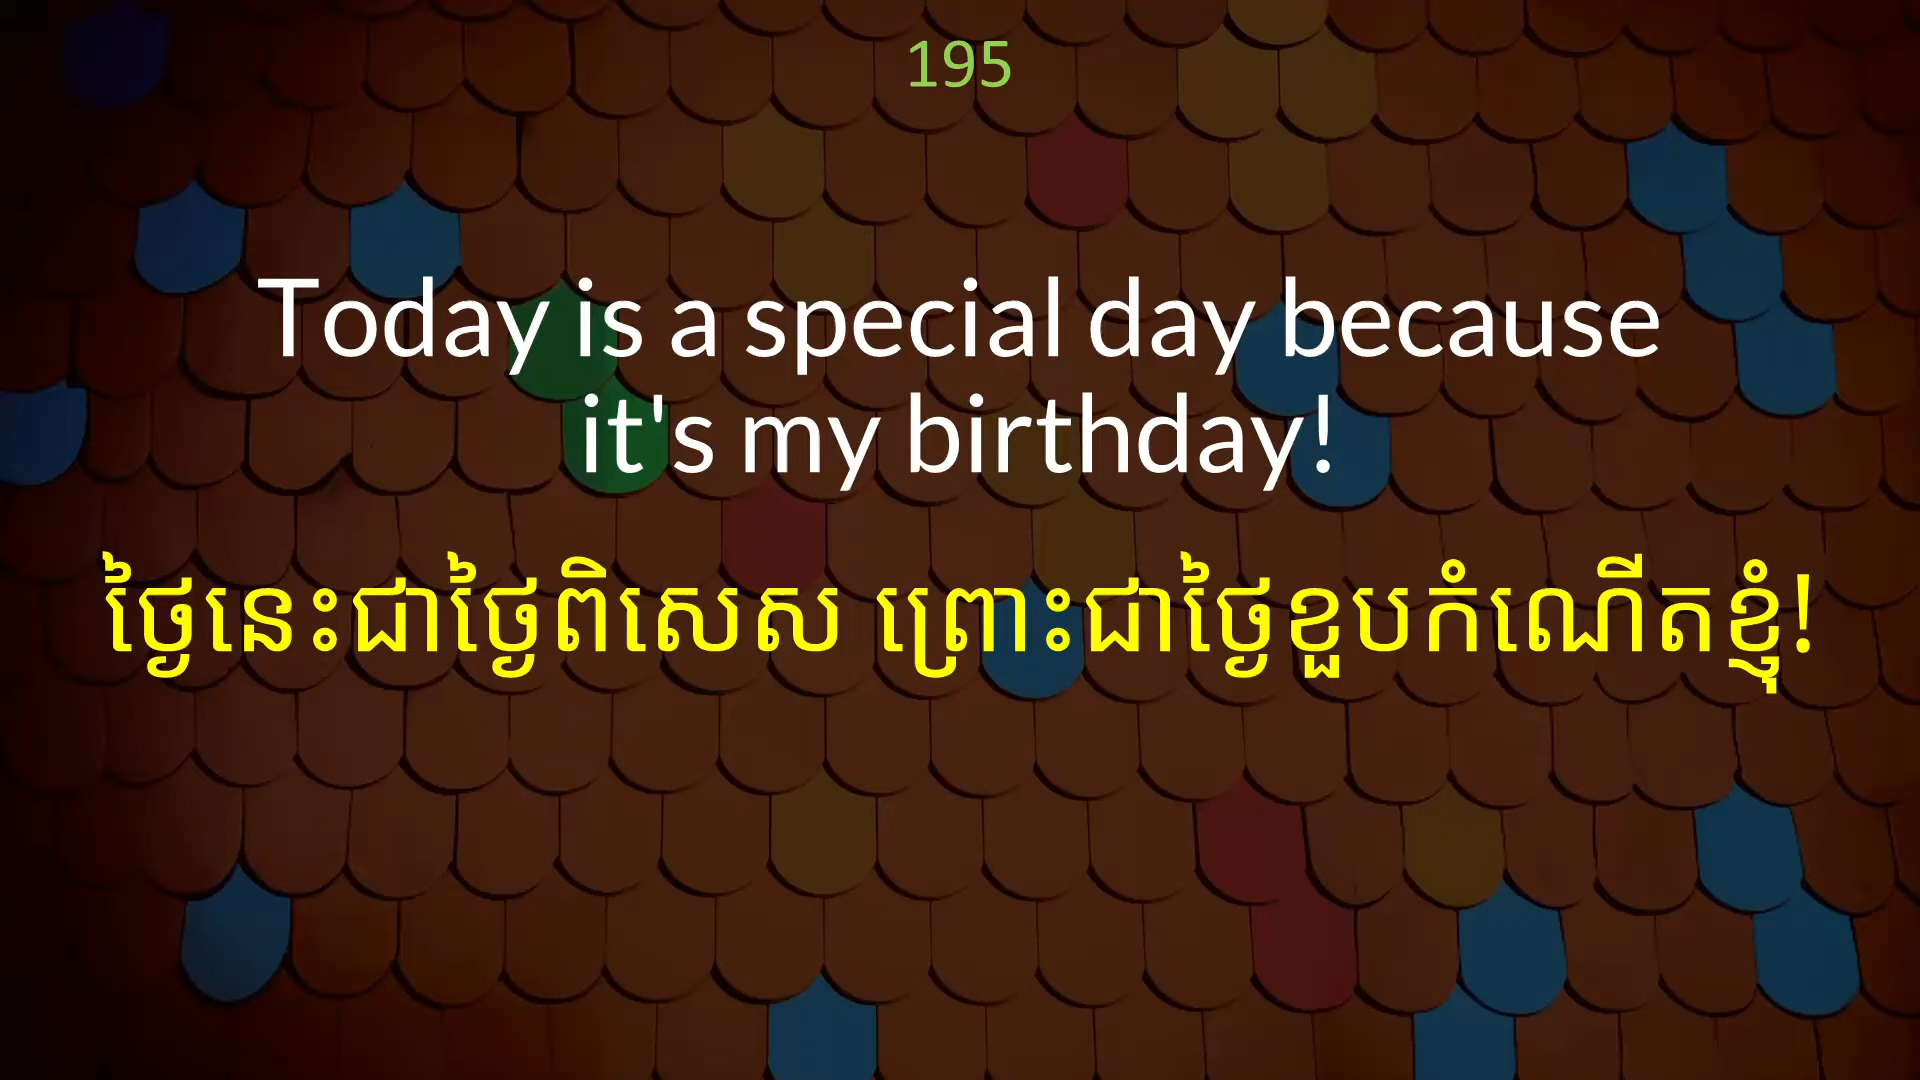 195
Today is a special day because
it's my birthday!
ថ្ងៃនេះជាថ្ងៃពិសេស ព្រោះជាថ្ងៃខួបកំណើតខ្ញុំ!